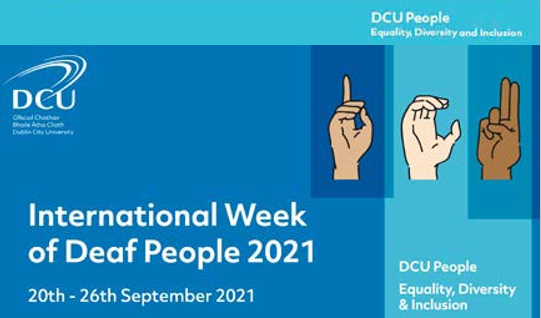 DCU People
Equality, Diversity and Inclusion
DCU
Ollscoil Chathair
Bhaile Átha Cliath
Dublin City University
International Week
of Deaf People 2021
20th - 26th September 2021
DCU People
Equality, Diversity
& Inclusion